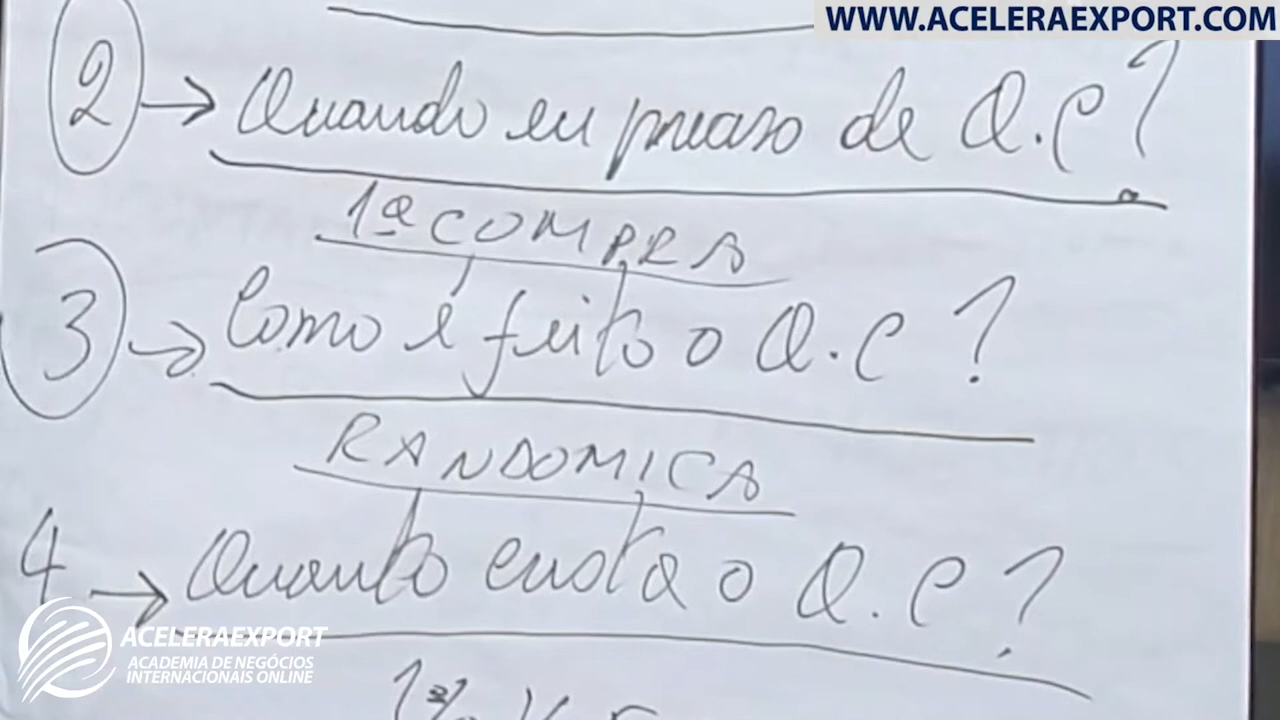 WWW.ACELERAEXPORT.COM
2 → Quando eu preciso de Q.C?
1ª COMPRA
3 → Como é feito o Q.C?
RANDOMICA
4 → Quanto custa o Q.C?
ACELERAEXPORT
ACADEMIA DE NEGÓCIOS
INTERNACIONAIS ONLINE